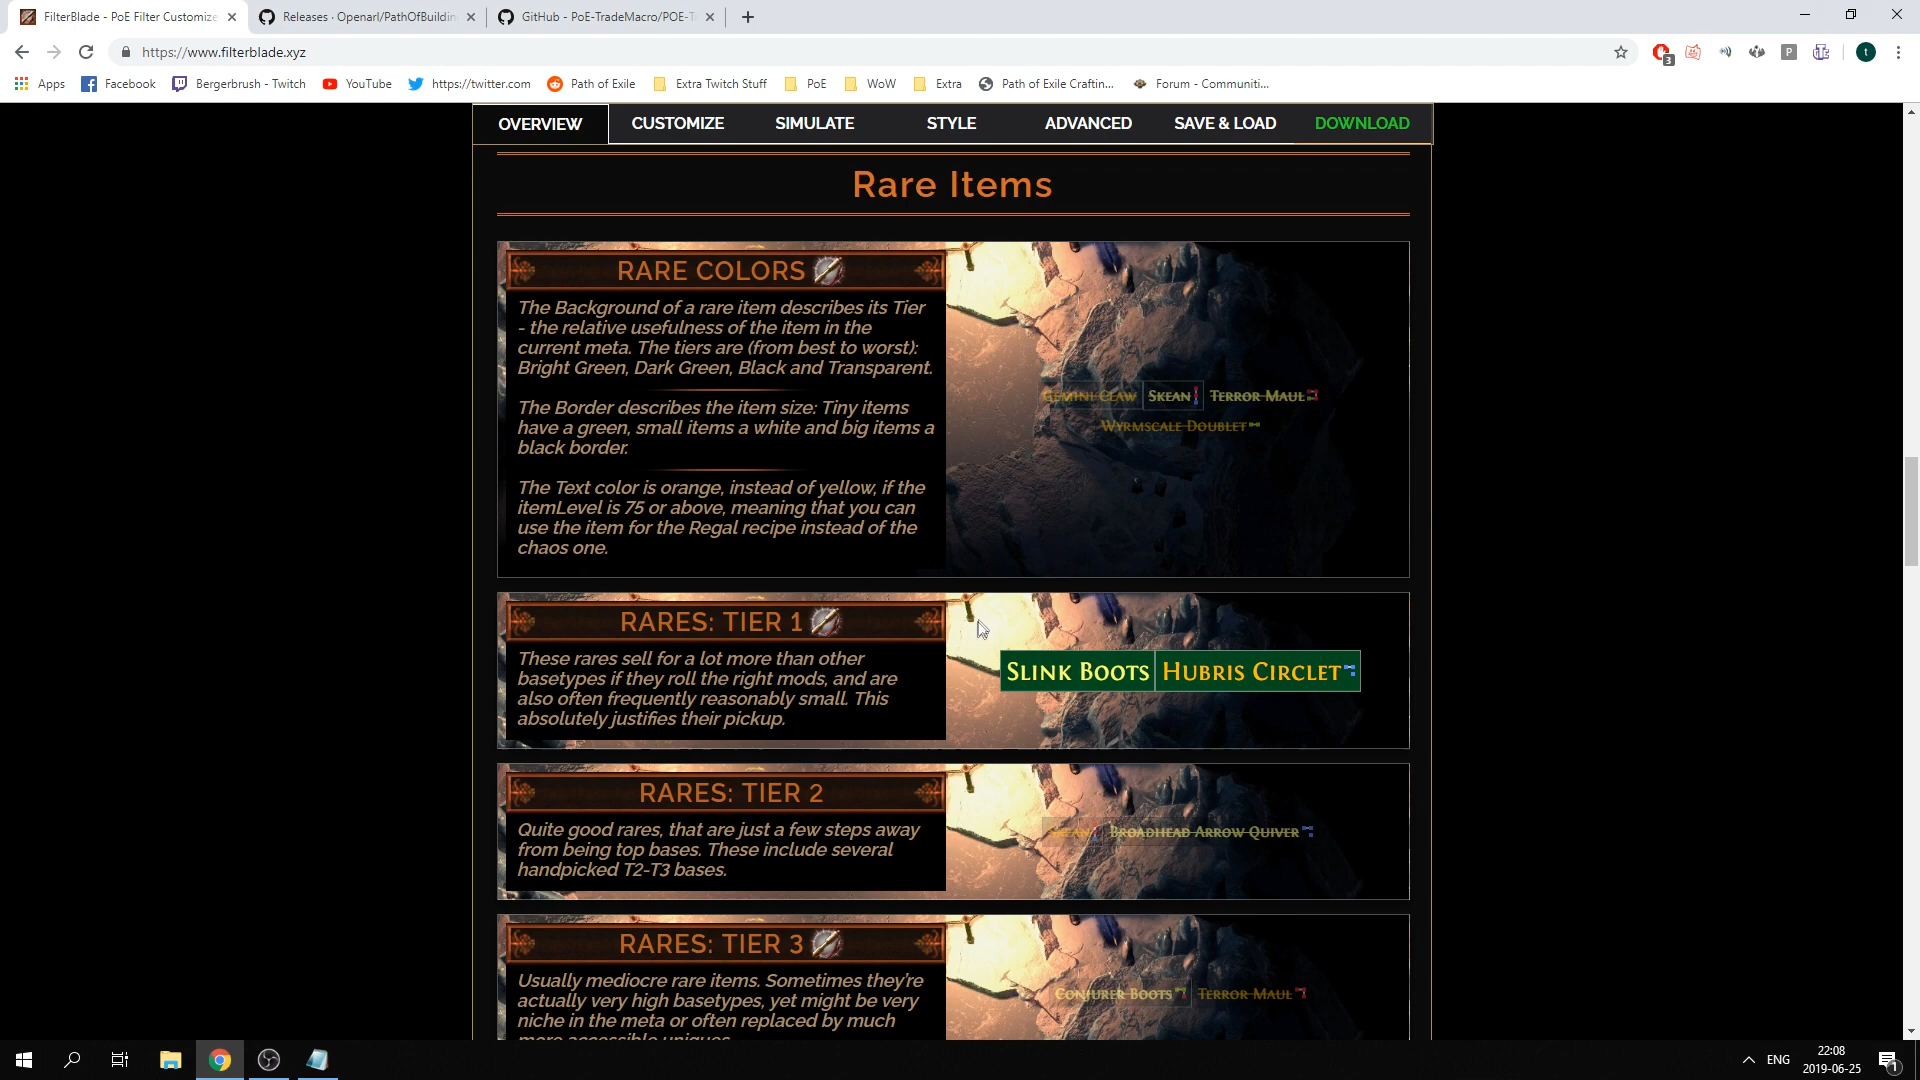 FilterBlade - PoE Filter Customize
Releases · Openarl/PathOfBuildin
GitHub - PoE-TradeMacro/POE-T
https://www.filterblade.xyz
3
P
t
Apps
Facebook
Bergerbrush - Twitch
YouTube
https://twitter.com
Path of Exile
Extra Twitch Stuff
PoE
WoW
Extra
Path of Exile Craftin...
Forum - Communiti...
OVERVIEW
CUSTOMIZE
SIMULATE
STYLE
ADVANCED
SAVE & LOAD
DOWNLOAD
Rare Items
RARE COLORS
The Background of a rare item describes its Tier
- the relative usefulness of the item in the
current meta. The tiers are (from best to worst):
Bright Green, Dark Green, Black and Transparent.
The Border describes the item size: Tiny items
have a green, small items a white and big items a
black border.
The Text color is orange, instead of yellow, if the
itemLevel is 75 or above, meaning that you can
use the item for the Regal recipe instead of the
chaos one.
Gemini Claw
Skean
Terror Maul
Wyrmscale Doublet
RARES: TIER 1
These rares sell for a lot more than other
basetypes if they roll the right mods, and are
also often frequently reasonably small. This
absolutely justifies their pickup.
Slink Boots
Hubris Circlet
RARES: TIER 2
Quite good rares, that are just a few steps away
from being top bases. These include several
handpicked T2-T3 bases.
Skean
Broadhead Arrow Quiver
RARES: TIER 3
Usually mediocre rare items. Sometimes they're
actually very high basetypes, yet might be very
niche in the meta or often replaced by much
more accessible uniques.
Conjurer Boots
Terror Maul
ENG
22:08
2019-06-25
1